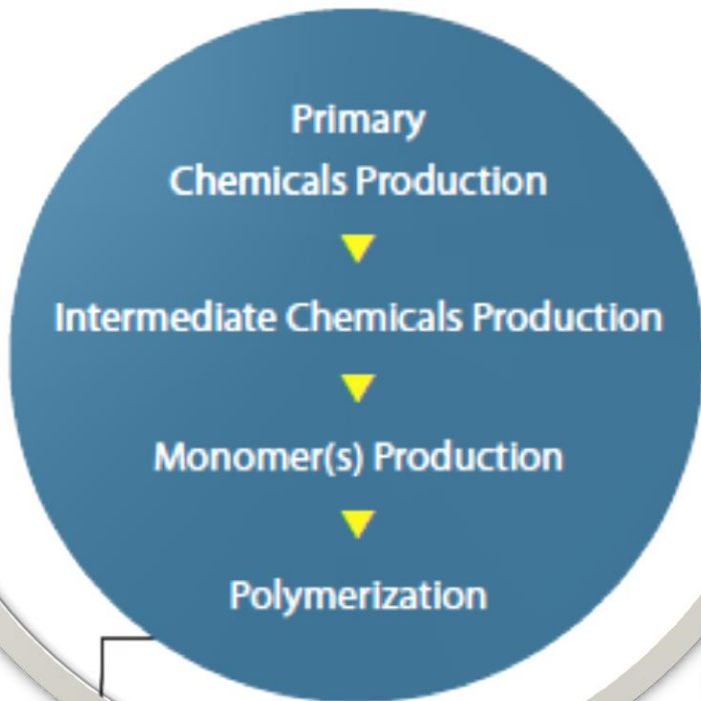 Primary
Chemicals Production
Intermediate Chemicals Production
Monomer(s) Production
Polymerization